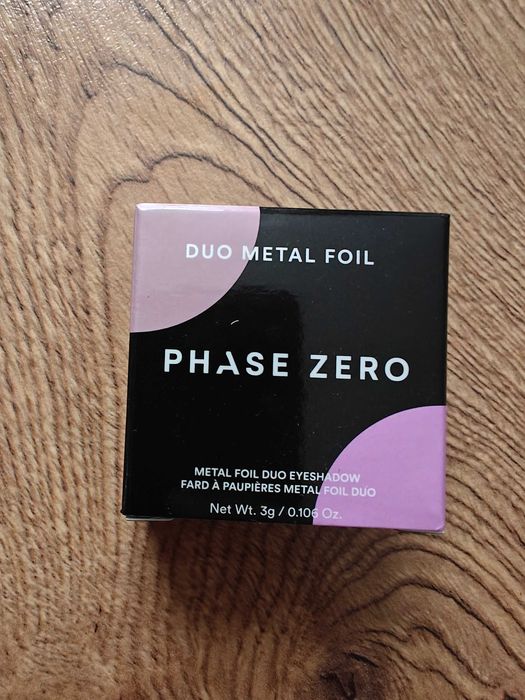 DUO METAL FOIL
PHASE ZERO
METAL FOIL DUO EYESHADOW
FARD À PAUPIÈRES METAL FOIL DUO
Net Wt. 3g / 0.106 Oz.